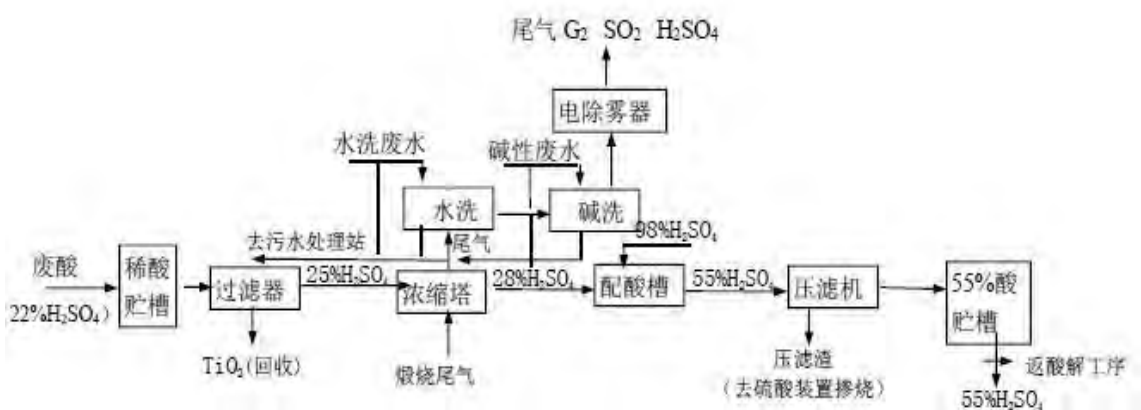 尾气 G₂ SO₂ H₂SO₄
电除雾器
水洗废水
碱性废水
水洗
碱洗
98%H₂SO₄
去污水处理站
尾气
废酸
22%H₂SO₄)
稀酸
贮槽
过滤器
25%H₂SO₄
浓缩塔
28%H₂SO₄
配酸槽
55%H₂SO₄
压滤机
55%酸
贮槽
TiO₂(回收)
煅烧尾气
压滤渣
(去硫酸装置掺烧)
返酸解工序
55%H₂SO₄